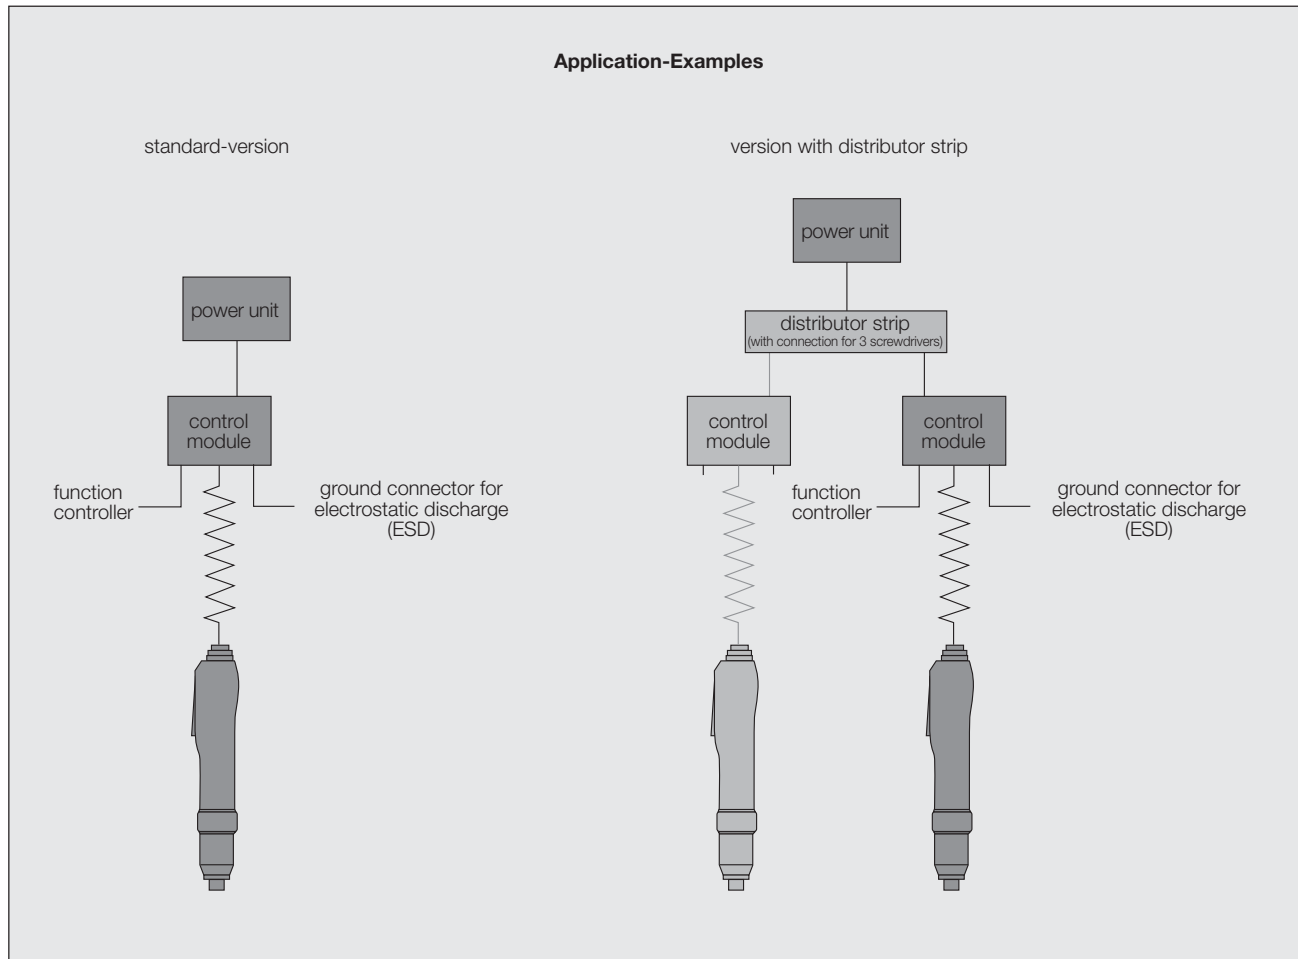 Application-Examples
standard-version
power unit
control
module
function
controller
ground connector for
electrostatic discharge
(ESD)
version with distributor strip
power unit
distributor strip
(with connection for 3 screwdrivers)
control
module
control
module
function
controller
ground connector for
electrostatic discharge
(ESD)